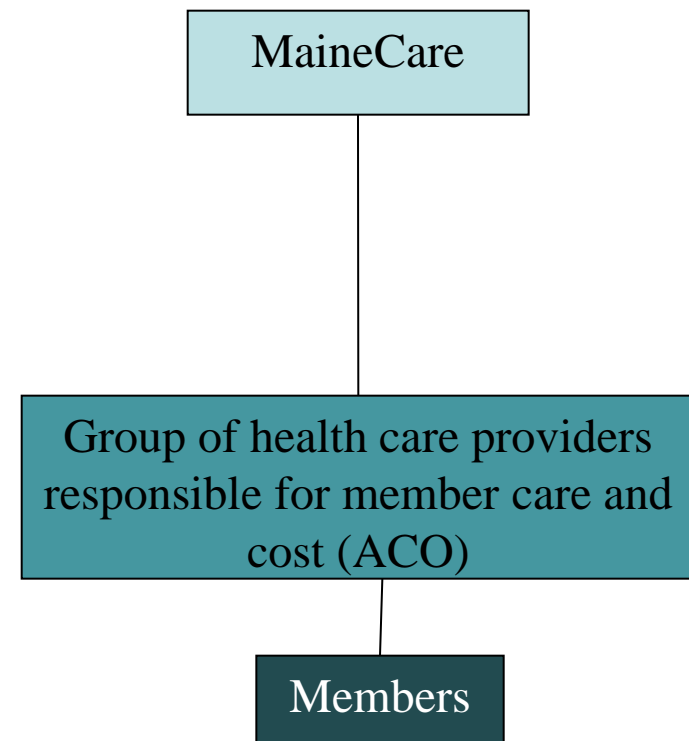 MaineCare
Group of health care providers
responsible for member care and
cost (ACO)
Members